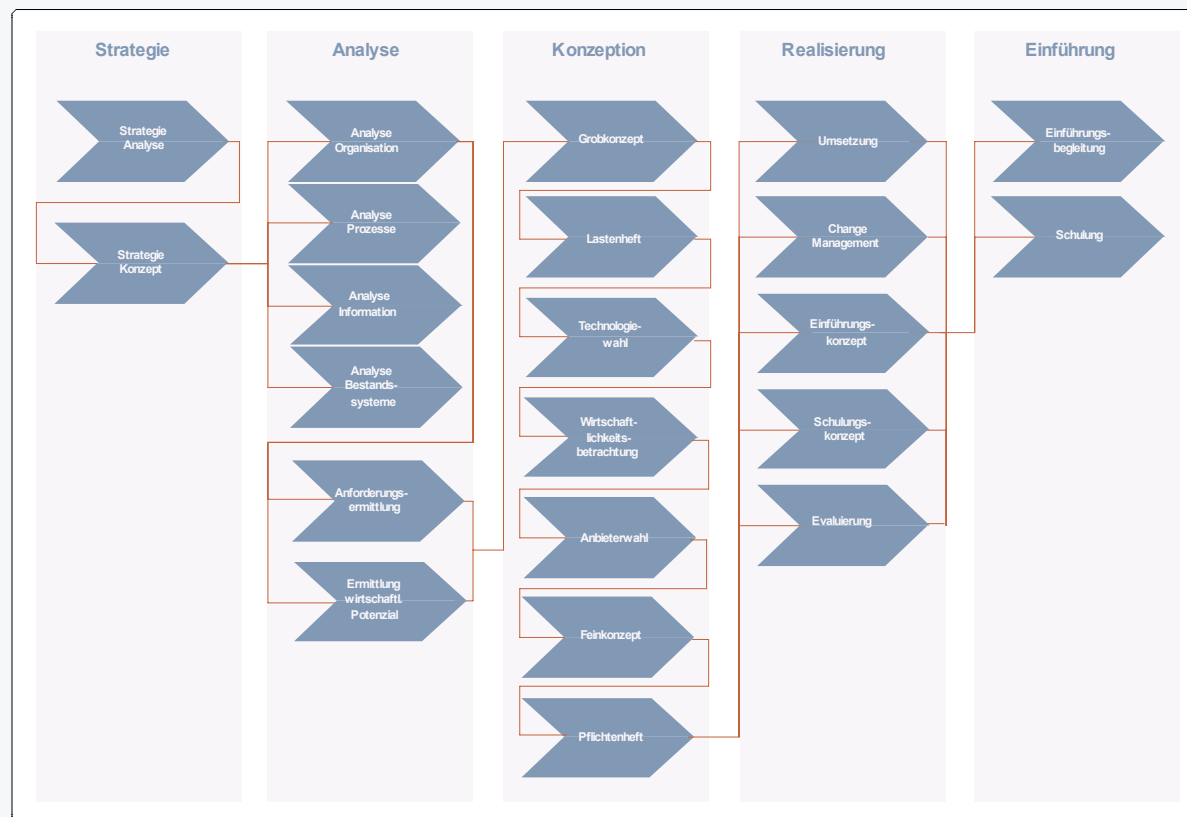 Strategie
Analyse
Konzeption
Realisierung
Einführung
Strategie
Analyse
Strategie
Konzept
Analyse
Organisation
Analyse
Prozesse
Analyse
Information
Analyse
Bestands-
systeme
Anforderungs-
ermittlung
Ermittlung
wirtschaftl.
Potenzial
Grobkonzept
Lastenheft
Technologie-
wahl
Wirtschaft-
lichkeits-
betrachtung
Anbieterwahl
Feinkonzept
Pflichtenheft
Umsetzung
Change
Management
Einführungs-
konzept
Schulungs-
konzept
Evaluierung
Einführungs-
begleitung
Schulung